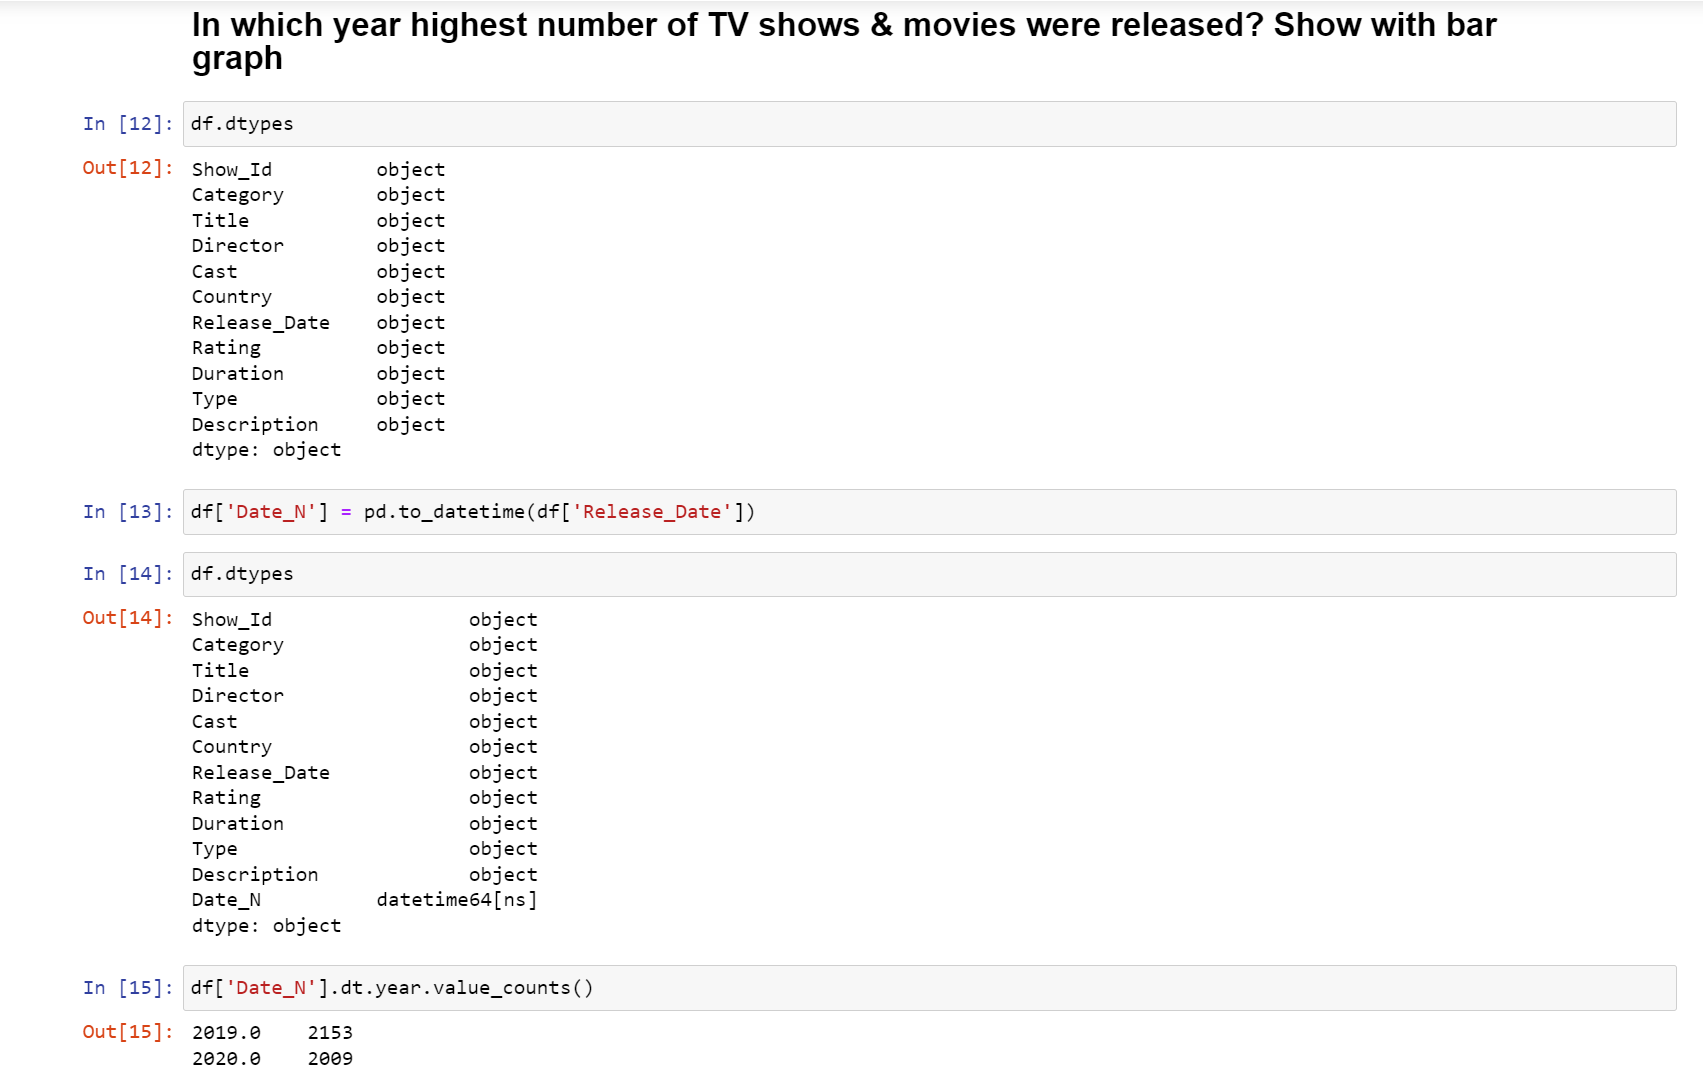 In which year highest number of TV shows & movies were released? Show with bar
graph
In [12]: df.dtypes
Out[12]: Show_Id object
Category object
Title object
Director object
Cast object
Country object
Release_Date object
Rating object
Duration object
Type object
Description object
dtype: object
In [13]: df['Date_N'] = pd.to_datetime(df['Release_Date'])
In [14]: df.dtypes
Out[14]: Show_Id object
Category object
Title object
Director object
Cast object
Country object
Release_Date object
Rating object
Duration object
Type object
Description object
Date_N datetime64[ns]
dtype: object
In [15]: df['Date_N'].dt.year.value_counts()
Out[15]: 2019.0 2153
2020.0 2009